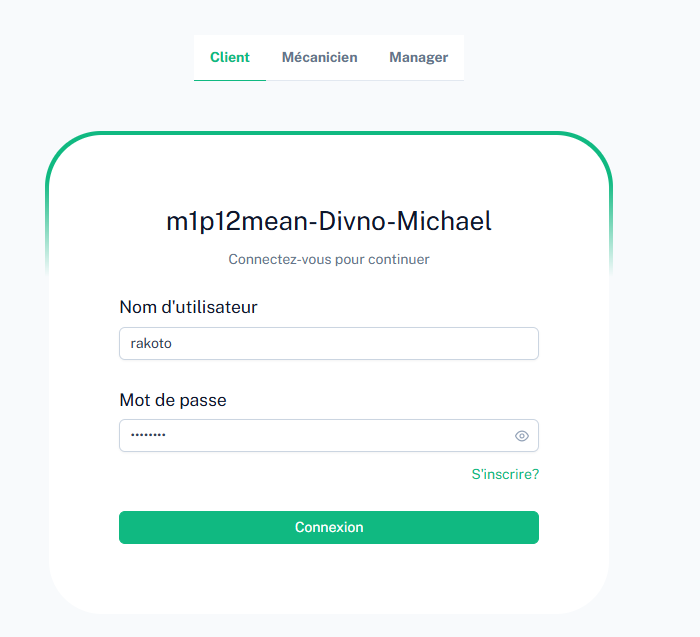 Client Mécanicien Manager
m1p12mean-Divno-Michael
Connectez-vous pour continuer
Nom d'utilisateur
rakoto
Mot de passe
••••••••
S'inscrire?
Connexion